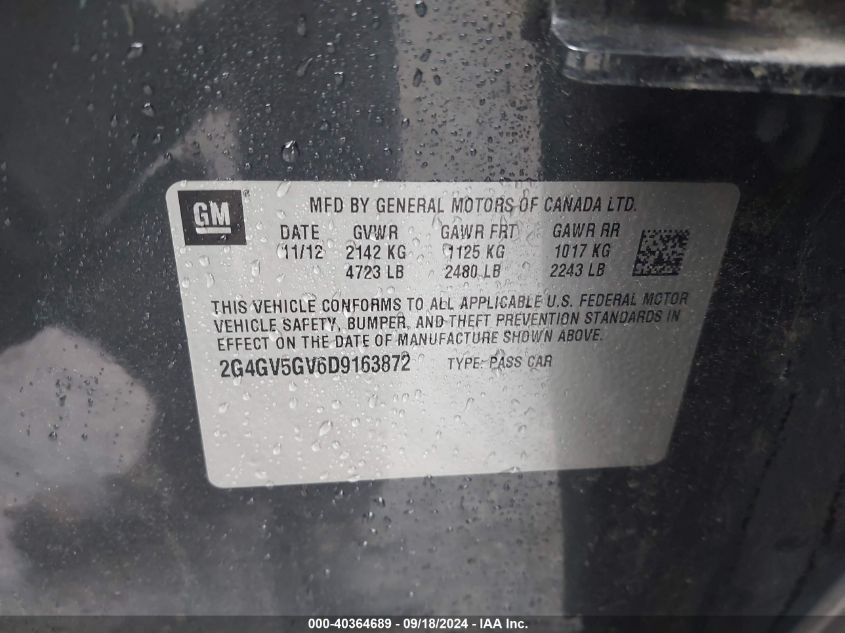 GM ®
MFD BY GENERAL MOTORS OF CANADA LTD.
DATE GVWR GAWR FRT GAWR RR
11/12 2142 KG 1125 KG 1017 KG
4723 LB 2480 LB 2243 LB
THIS VEHICLE CONFORMS TO ALL APPLICABLE U.S. FEDERAL MOTOR
VEHICLE SAFETY, BUMPER, AND THEFT PREVENTION STANDARDS IN
EFFECT ON THE DATE OF MANUFACTURE SHOWN ABOVE.
2G4GV5GV6D9163872 TYPE: PASS CAR
000-40364689 - 09/18/2024 - IAA Inc.